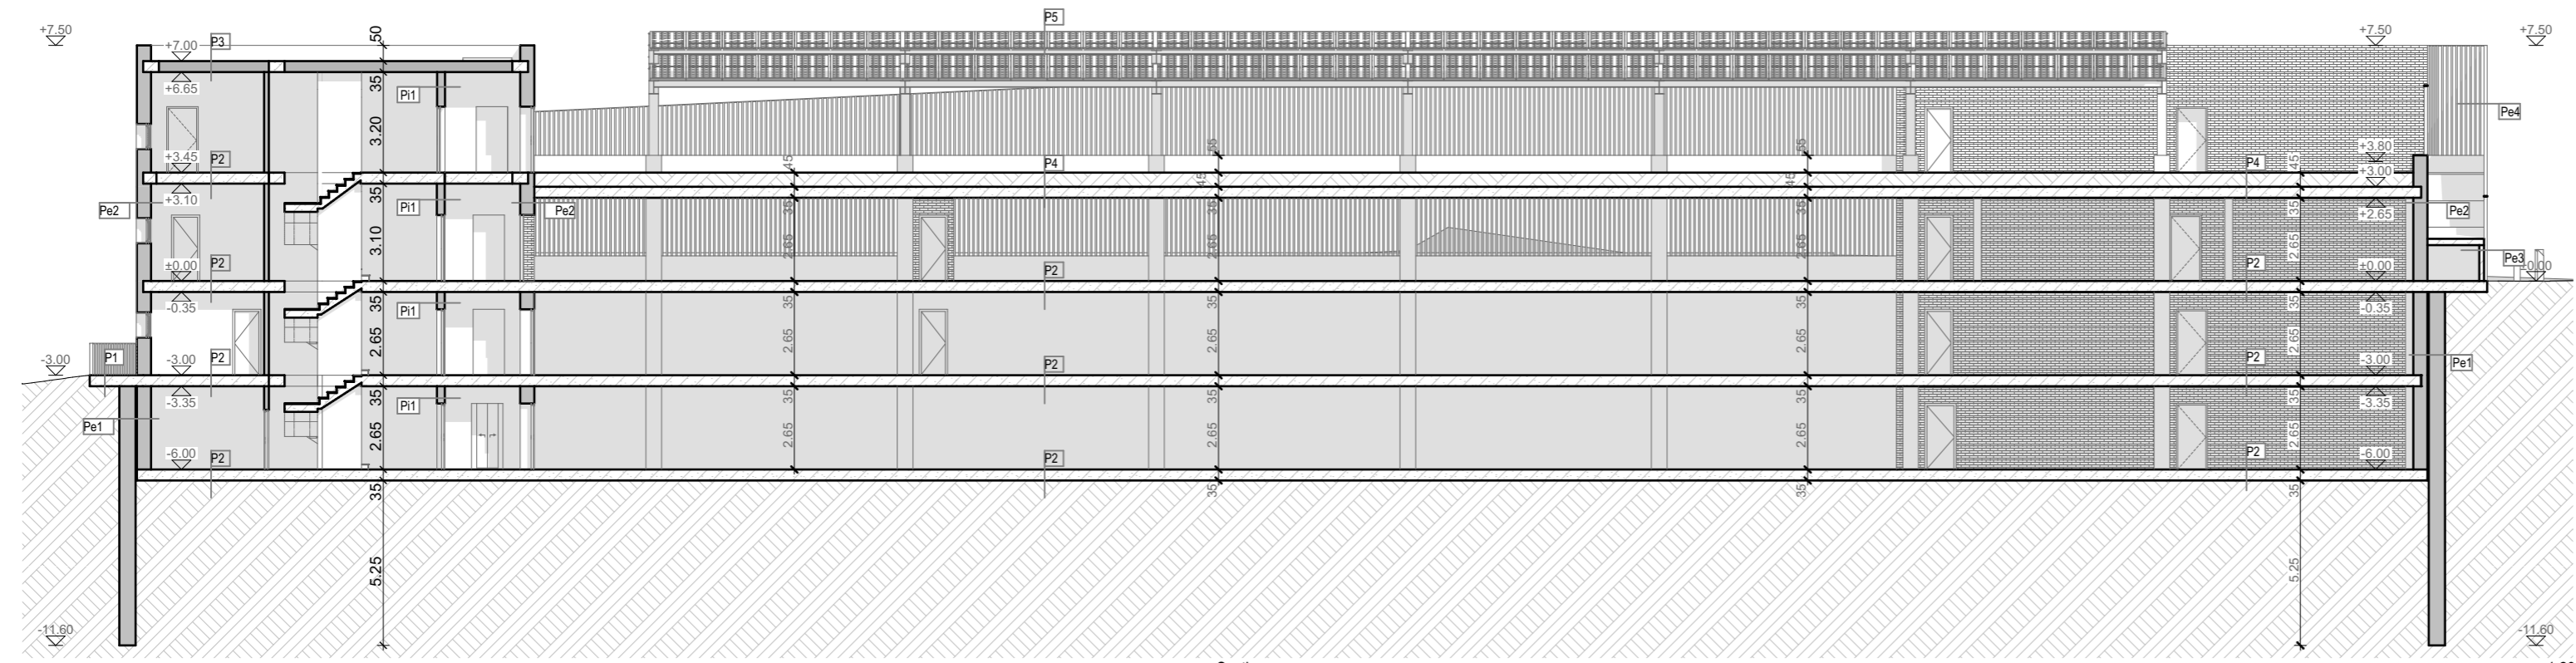 P5
+7.50
+7.50
+7.50
50
P3
+7.00
35
+6.65
Pi1
Pe4
3.20
+3.45
P2
45
65
P4
65
P4
45
+3.80
+3.00
45
45
35
+3.10
Pi1
35
35
35
35
+2.65
Pe2
Pe2
Pe2
3.10
2.65
2.65
2.65
2.65
±0.00
P2
P2
P2
±0.00
Pe3
±0.00
-0.35
35
Pi1
35
35
35
35
-0.35
2.65
2.65
2.65
2.65
2.65
-3.00
P1
-3.00
P2
P2
P2
-3.00
Pe1
-3.35
35
Pi1
35
35
35
35
-3.35
Pe1
2.65
2.65
2.65
2.65
2.65
-6.00
P2
P2
P2
-6.00
35
35
35
35
5.25
5.25
-11.60
-11.60